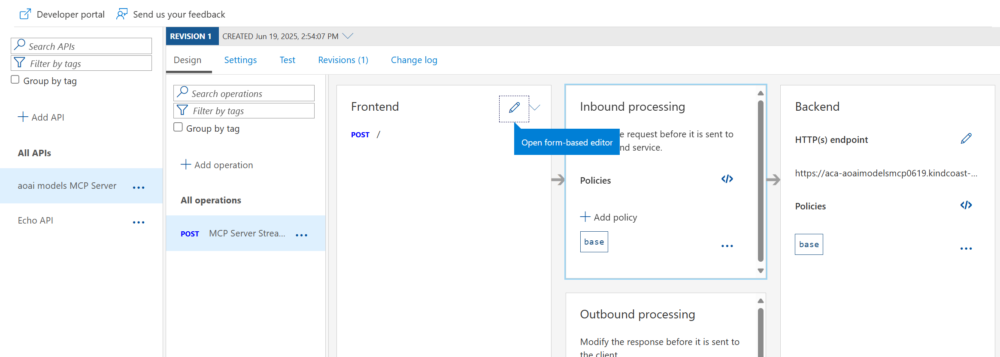 Developer portal
Send us your feedback
REVISION 1
CREATED Jun 19, 2025, 2:54:07 PM
Search APIs
Filter by tags
Group by tag
Add API
All APIs
aoai models MCP Server
Echo API
Design
Settings
Test
Revisions (1)
Change log
Search operations
Filter by tags
Group by tag
Add operation
All operations
POST MCP Server Strea...
Frontend
POST /
Open form-based editor
Inbound processing
e request before it is sent to
nd service.
Policies
Add policy
base
Outbound processing
Modify the response before it is sent to
the client
Backend
HTTP(s) endpoint
https://aca-aoaimodelsmcp0619.kindcoast-...
Policies
base